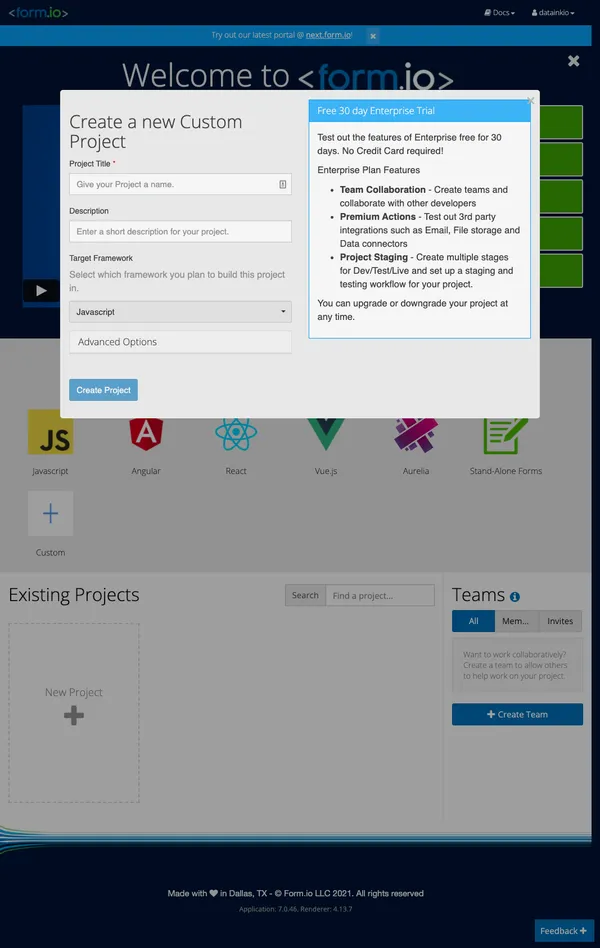 <form.io>
Docs
datainkio
Try out our latest portal @ next.form.io!
Welcome to <form.io>
Create a new Custom
Project
Project Title *
Give your Project a name.
Description
Enter a short description for your project.
Target Framework
Select which framework you plan to build this project
in.
Javascript
Advanced Options
Create Project
Free 30 day Enterprise Trial
Test out the features of Enterprise free for 30
days. No Credit Card required!
Enterprise Plan Features
• Team Collaboration - Create teams and
collaborate with other developers
• Premium Actions - Test out 3rd party
integrations such as Email, File storage and
Data connectors
• Project Staging - Create multiple stages
for Dev/Test/Live and set up a staging and
testing workflow for your project.
You can upgrade or downgrade your project at
any time.
JS
A
Javascript
Angular
React
Vue.js
Aurelia
Stand-Alone Forms
Custom
Existing Projects
Search
Find a project...
New Project
Teams
All
Mem...
Invites
Want to work collaboratively?
Create a team to allow others
to help work on your project.
Create Team
Made with ❤ in Dallas, TX - © Form.io LLC 2021. All rights reserved
Application: 7.0.46, Renderer: 4.13.7
Feedback +